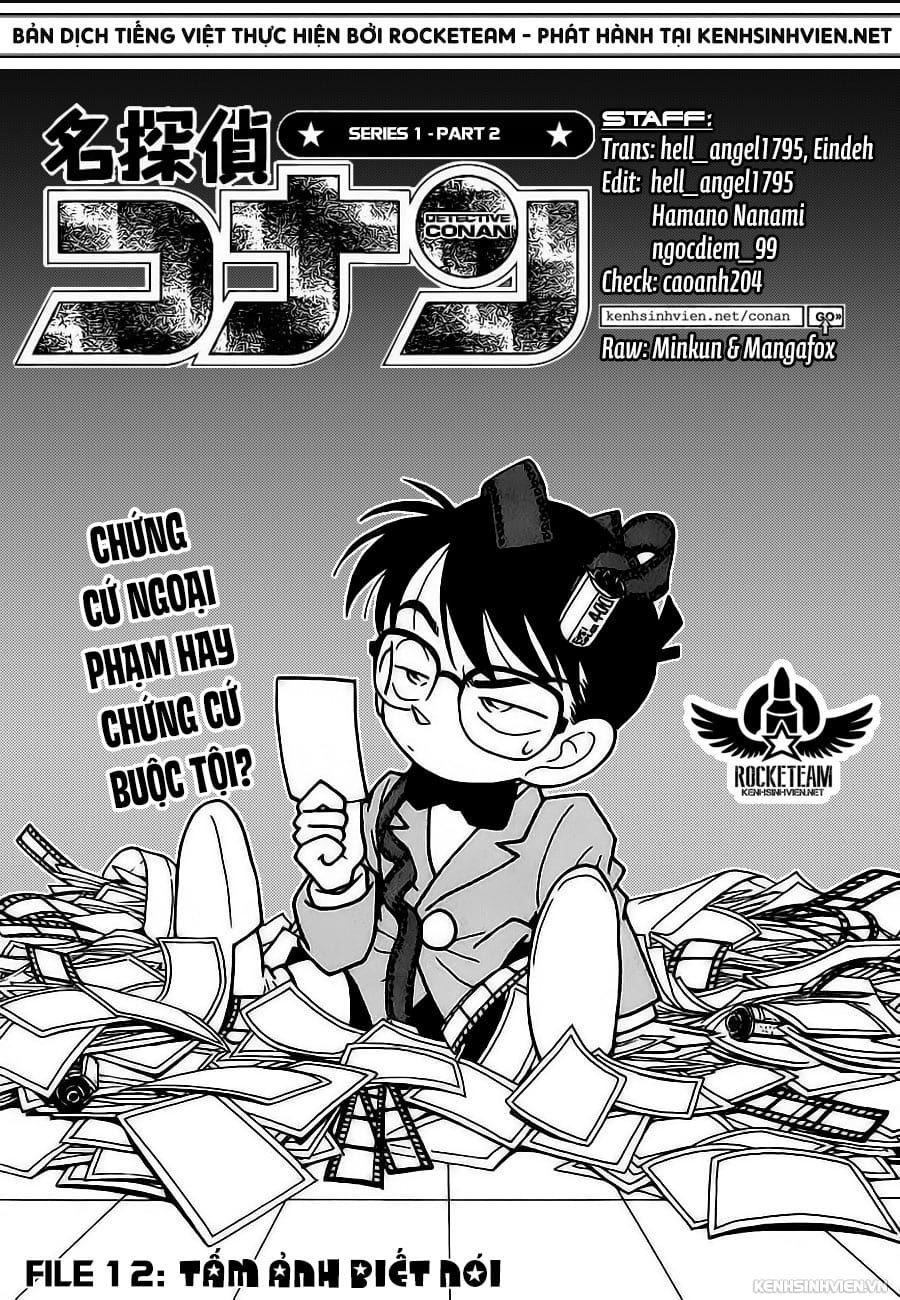 BẢN DỊCH TIẾNG VIỆT THỰC HIỆN BỞI ROCKETEAM - PHÁT HÀNH TẠI KENHSINHVIEN.NET
名探偵
コナン
SERIES 1 - PART 2
DETECTIVE
CONAN
STAFF:
Trans: hell_angel1795, Eindeh
Edit: hell_angel1795
Hamano Nanami
ngocdiem_99
Check: caoanh204
kenhsinhvien.net/conan GO»
Raw: Minkun & Mangafox
CHỨNG
CỨ NGOẠI
PHẠM HAY
CHỨNG CỨ
BUỘC TỘI?
400
ROCKETEAM
KENHSINHVIEN.NET
FILE 12: TẤM ẢNH BIẾT NÓI
KENHSINHVIEN.VN